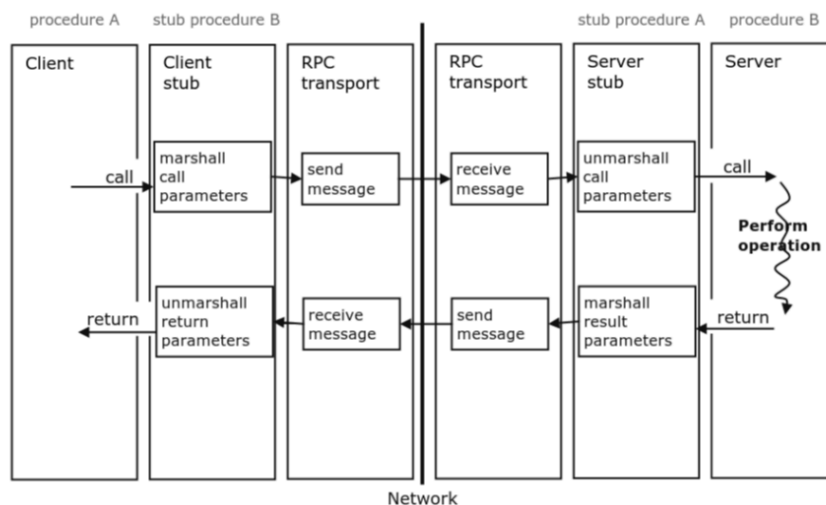 procedure A
stub procedure B
stub procedure A
procedure B
Client
Client
stub
RPC
transport
RPC
transport
Server
stub
Server
call
marshall
call
parameters
send
message
receive
message
unmarshall
call
parameters
call
Perform
operation
return
unmarshall
return
parameters
receive
message
send
message
marshall
result
parameters
return
Network